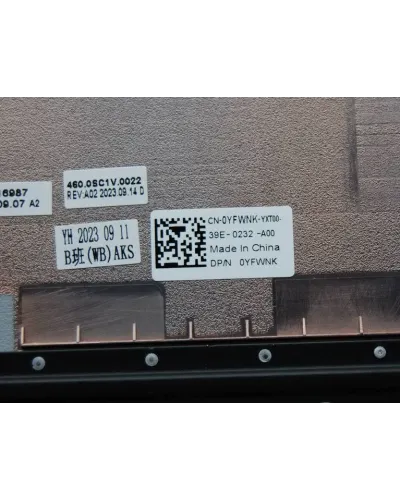 460.0SC1V.0022
REV.A02 2023.09.14 D
16987
09.07 A2
YH 2023 09 11
B班(WB)AKS
CN-0YFWNK-YXT00-
39E-0232-A00
Made In China
DP/N 0YFWNK